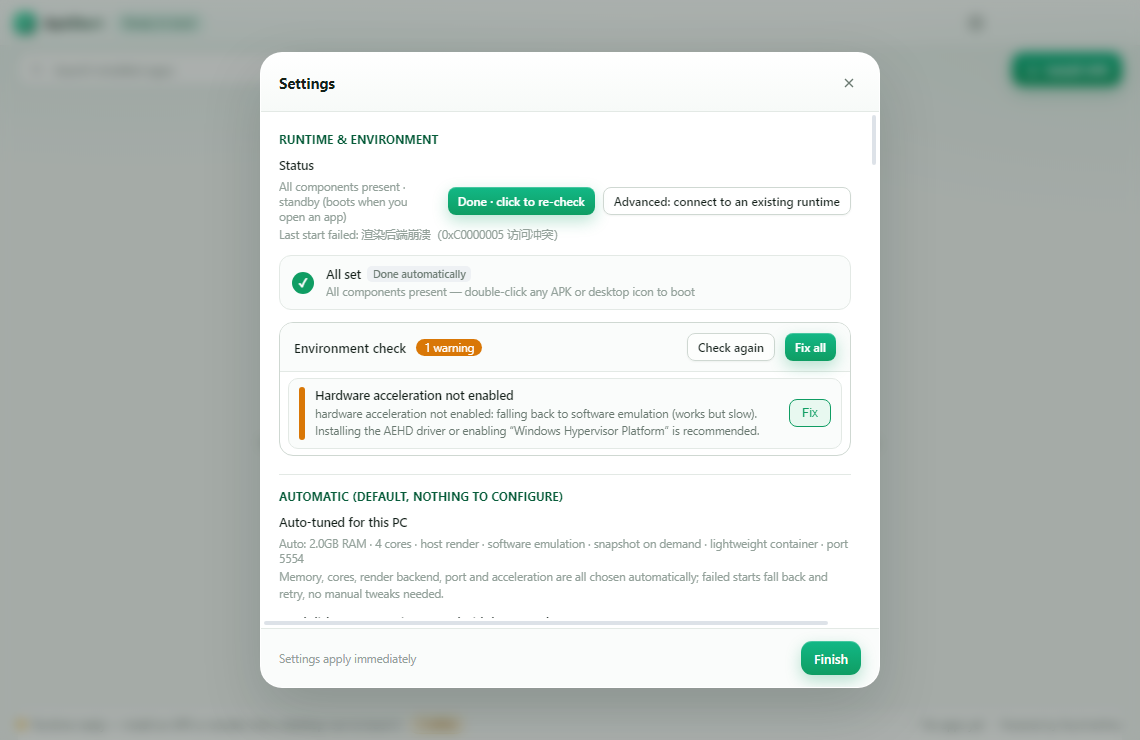 Settings
RUNTIME & ENVIRONMENT
Status
All components present ·
standby (boots when you
open an app)
Done · click to re-check
Advanced: connect to an existing runtime
Last start failed: 渲染后端崩溃（0xC0000005 访问冲突）
All set Done automatically
All components present — double-click any APK or desktop icon to boot
Environment check 1 warning
Check again
Fix all
Hardware acceleration not enabled
hardware acceleration not enabled: falling back to software emulation (works but slow).
Installing the AEHD driver or enabling “Windows Hypervisor Platform” is recommended.
Fix
AUTOMATIC (DEFAULT, NOTHING TO CONFIGURE)
Auto-tuned for this PC
Auto: 2.0GB RAM · 4 cores · host render · software emulation · snapshot on demand · lightweight container · port
5554
Memory, cores, render backend, port and acceleration are all chosen automatically; failed starts fall back and
retry, no manual tweaks needed.
Settings apply immediately
Finish